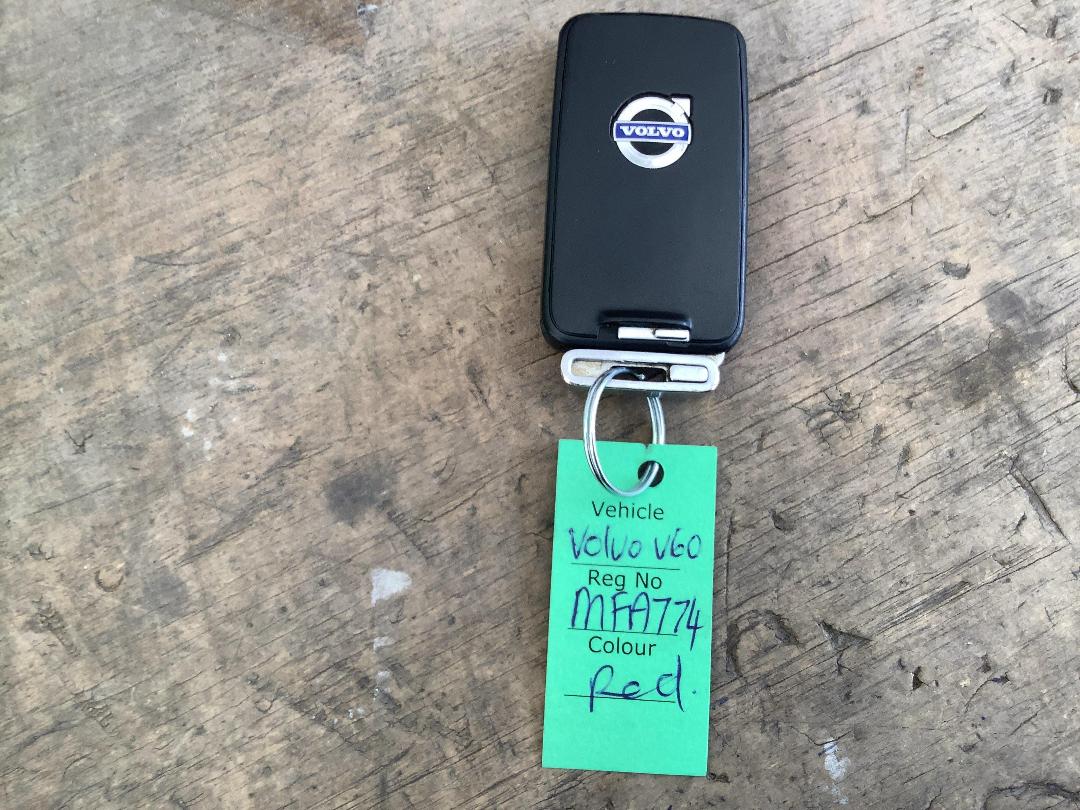 VOLVO
Vehicle
Volvo V60
Reg No
MFA774
Colour
Red.